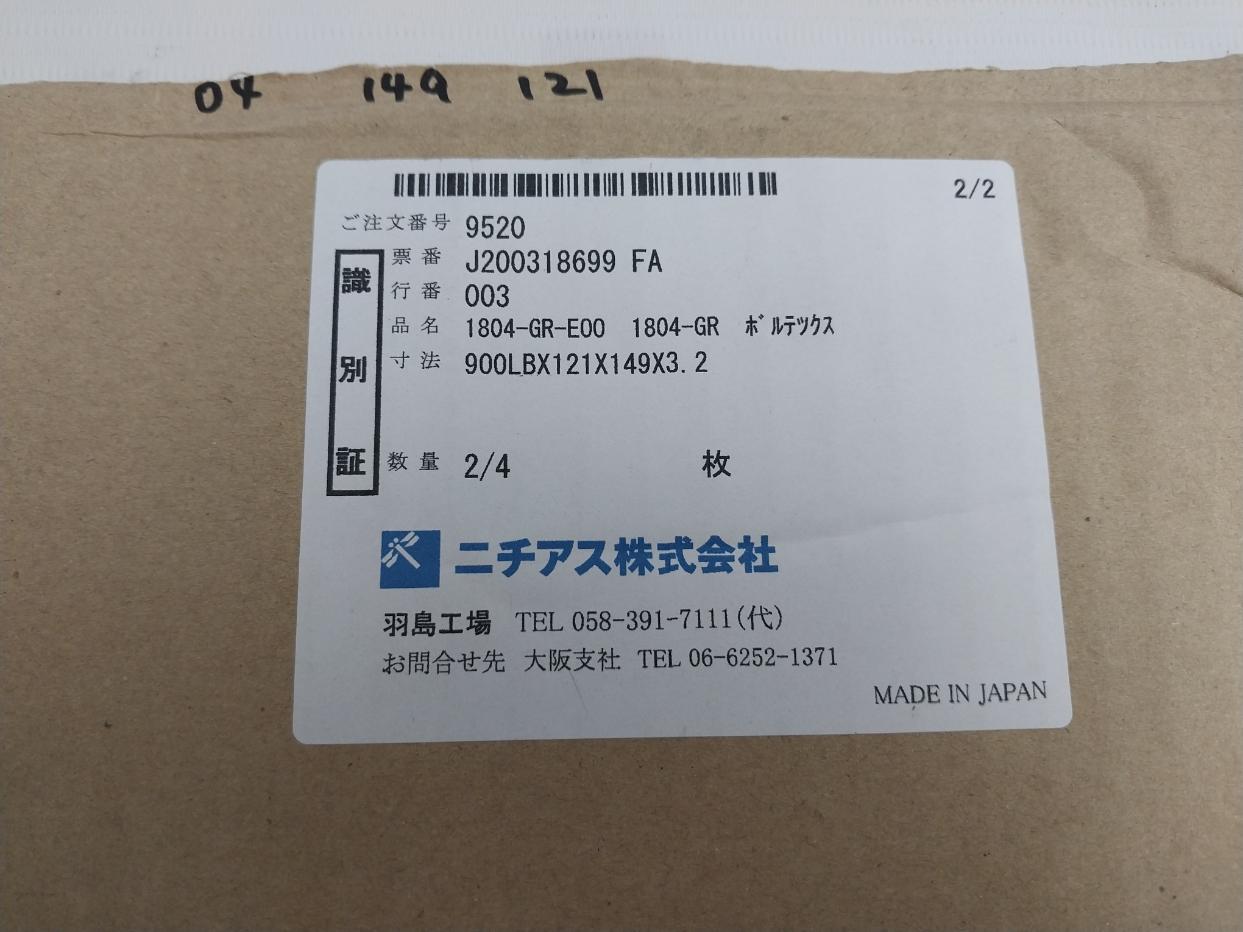 04 149 121
2/2
ご注文番号 9520
識別証
票番 J200318699 FA
行番 003
品名 1804-GR-E00 1804-GR ﾎﾞﾙﾃツクス
寸法 900LBX121X149X3.2
数量 2/4 枚
ニチアス株式会社
羽島工場 TEL 058-391-7111(代)
お問合せ先 大阪支社 TEL 06-6252-1371
MADE IN JAPAN